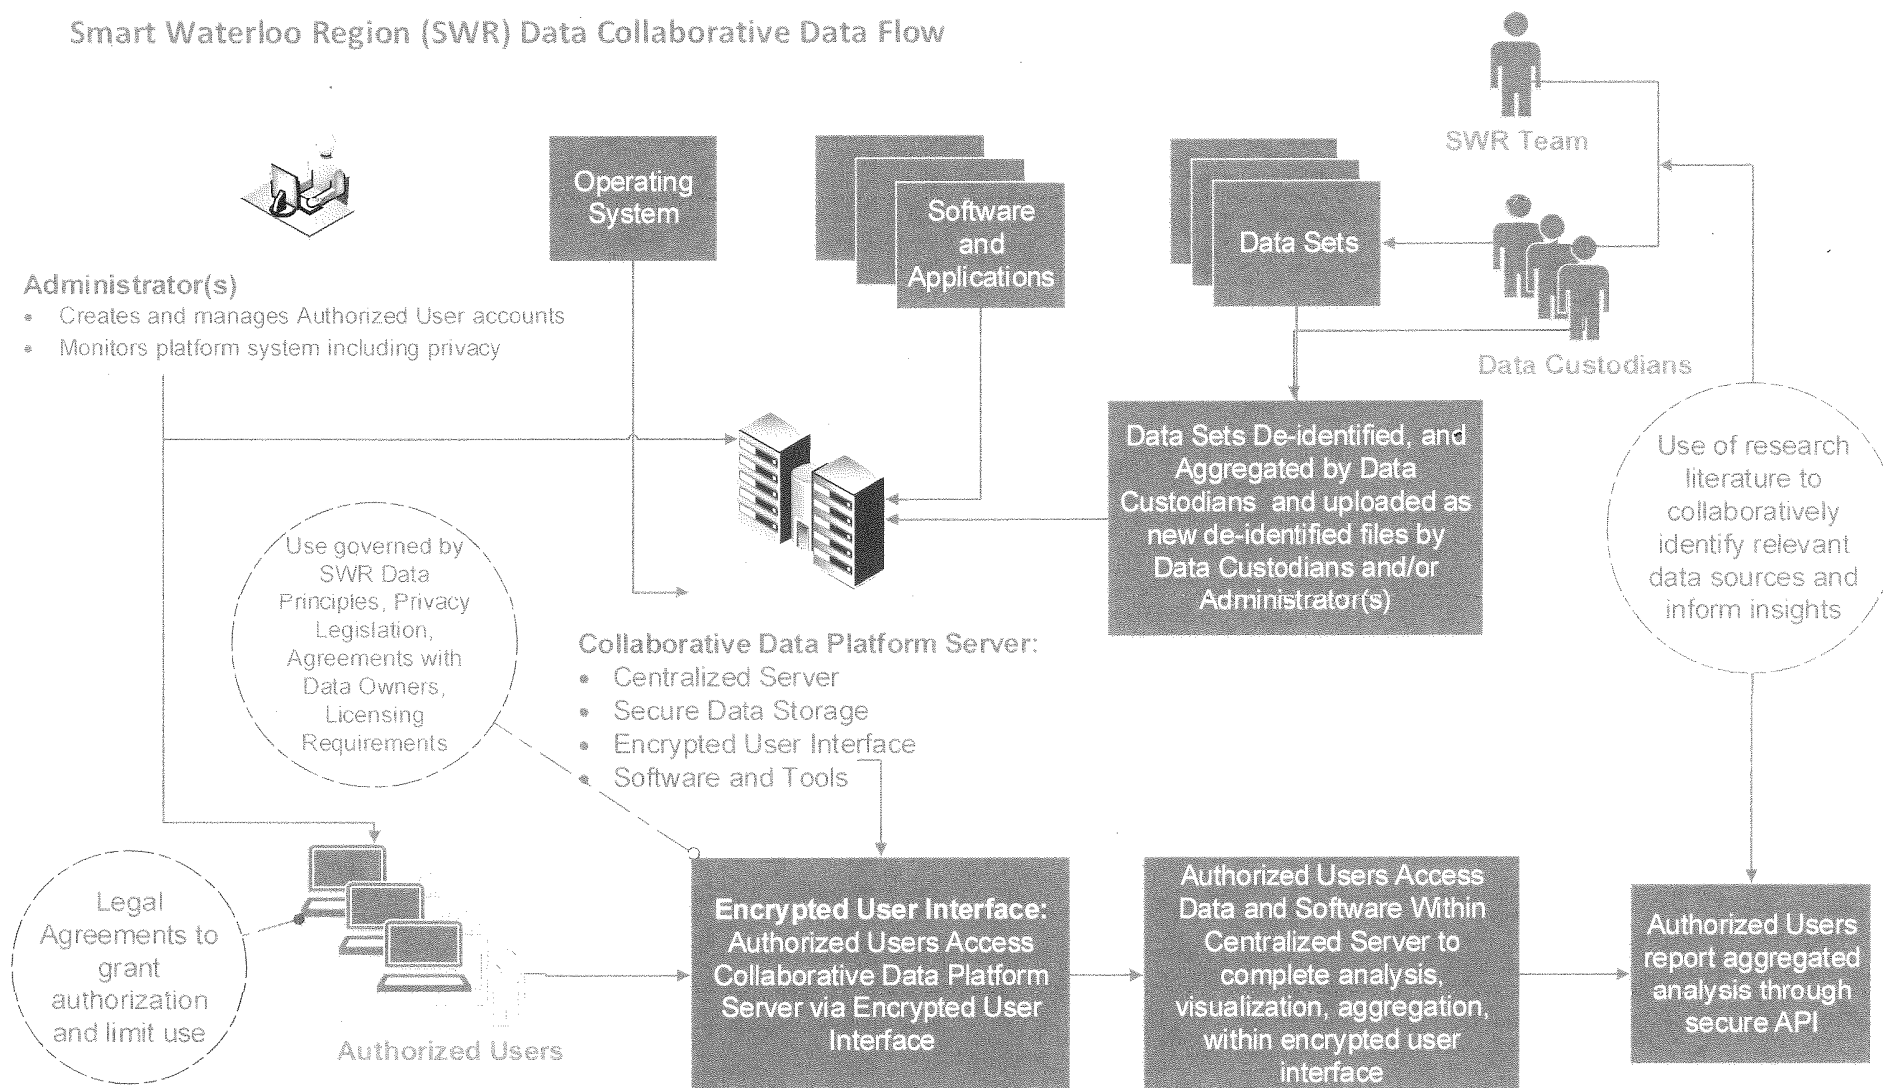 Smart Waterloo Region (SWR) Data Collaborative Data Flow
SWR Team
Operating
System
Software
and
Applications
Data Sets
Data Custodians
Administrator(s)
• Creates and manages Authorized User accounts
• Monitors platform system including privacy
Data Sets De-identified, and
Aggregated by Data
Custodians and uploaded as
new de-identified files by
Data Custodians and/or
Administrator(s)
Use of research
literature to
collaboratively
identify relevant
data sources and
inform insights
Use governed by
SWR Data
Principles, Privacy
Legislation,
Agreements with
Data Owners,
Licensing
Requirements
Collaborative Data Platform Server:
• Centralized Server
• Secure Data Storage
• Encrypted User Interface
• Software and Tools
Legal
Agreements to
grant
authorization
and limit use
Authorized Users
Encrypted User Interface:
Authorized Users Access
Collaborative Data Platform
Server via Encrypted User
Interface
Authorized Users Access
Data and Software Within
Centralized Server to
complete analysis,
visualization, aggregation,
within encrypted user
interface
Authorized Users
report aggregated
analysis through
secure API